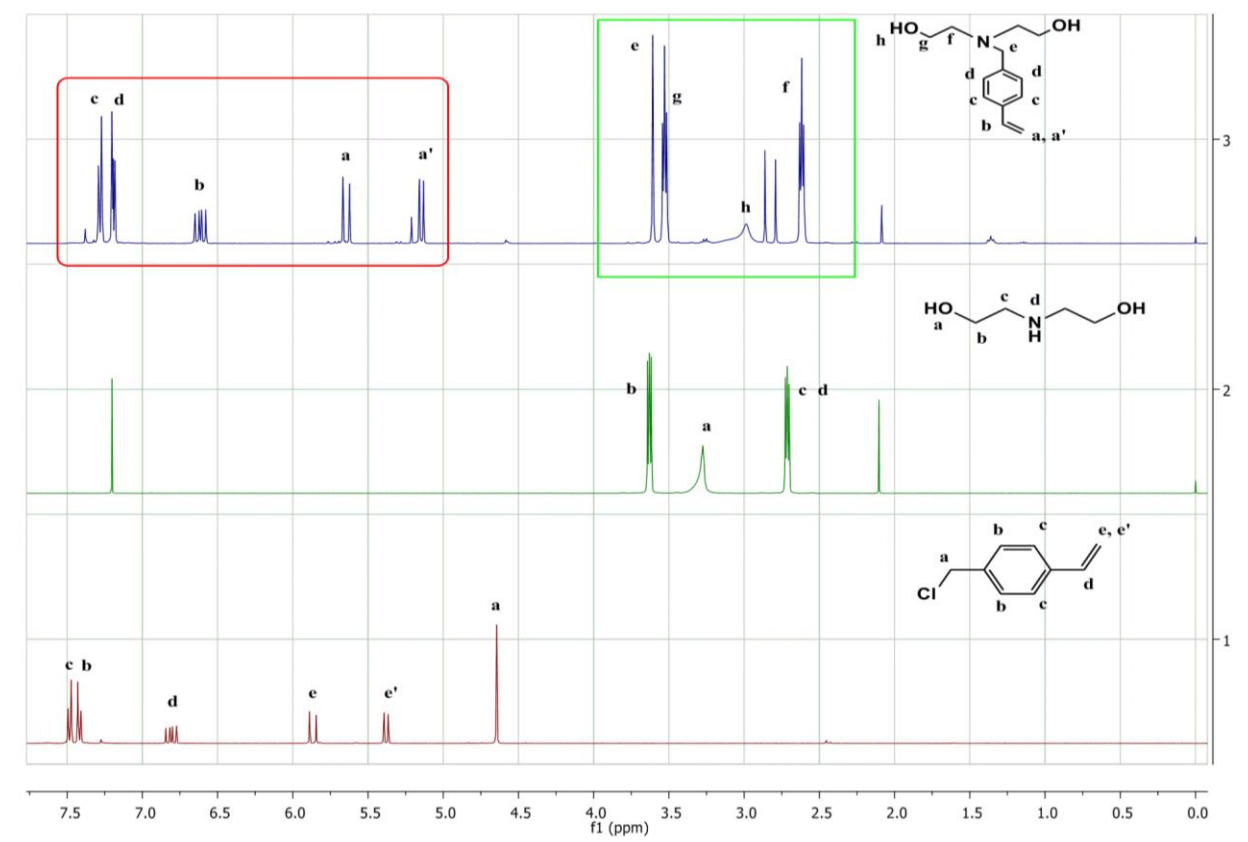 HO OH
h g f N e
d d
c c
b a, a'
e
g
f
c d
b
a
a'
h
3
HO c d OH
a b N
H
b
c d
a
2
b c e, e'
a
Cl
b c d
a
c b
d
e
e'
1
7.5 7.0 6.5 6.0 5.5 5.0 4.5 4.0 3.5 3.0 2.5 2.0 1.5 1.0 0.5 0.0
f1 (ppm)